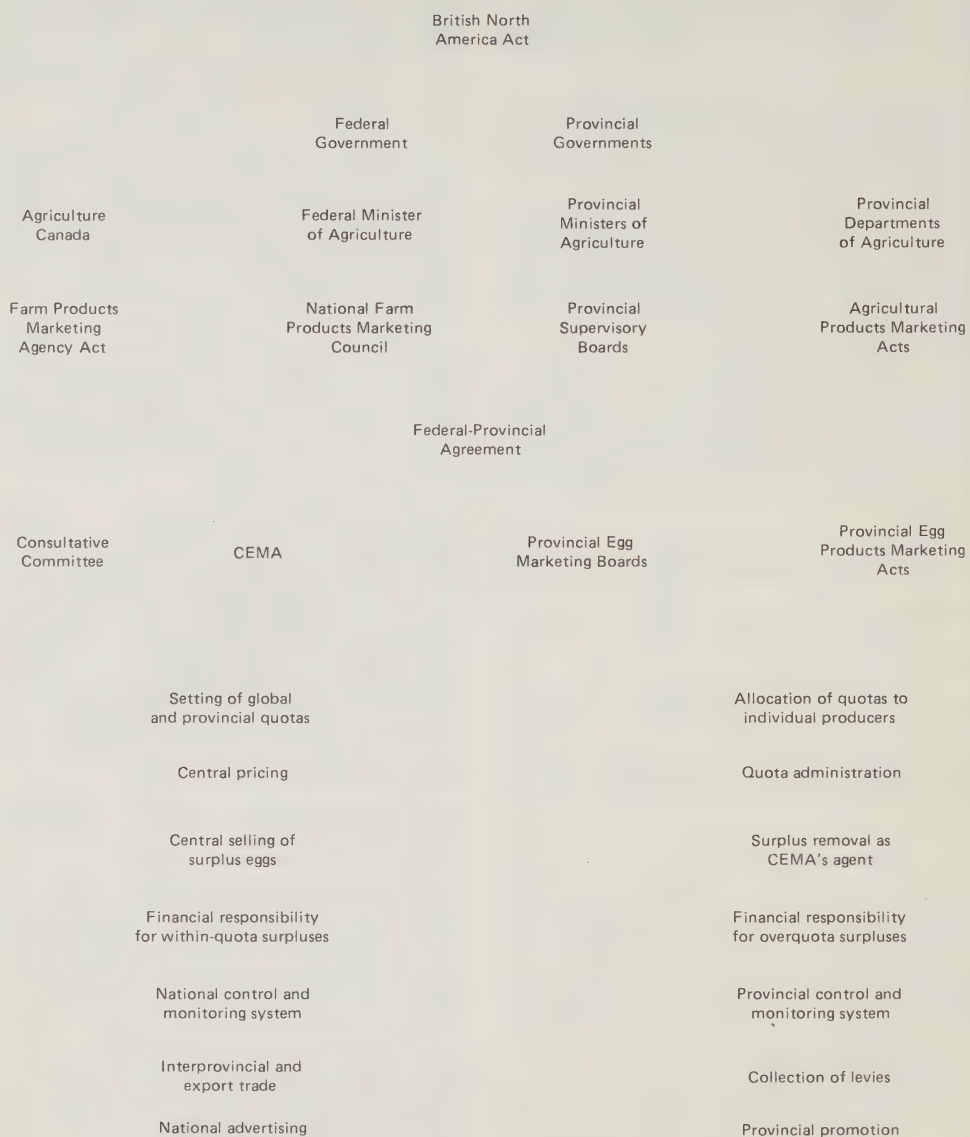 British North
America Act
Federal
Government
Provincial
Governments
Agriculture
Canada
Federal Minister
of Agriculture
Provincial
Ministers of
Agriculture
Provincial
Departments
of Agriculture
Farm Products
Marketing
Agency Act
National Farm
Products Marketing
Council
Provincial
Supervisory
Boards
Agricultural
Products Marketing
Acts
Federal-Provincial
Agreement
Consultative
Committee
CEMA
Provincial Egg
Marketing Boards
Provincial Egg
Products Marketing
Acts
Setting of global
and provincial quotas
Allocation of quotas to
individual producers
Central pricing
Quota administration
Central selling of
surplus eggs
Surplus removal as
CEMA's agent
Financial responsibility
for within-quota surpluses
Financial responsibility
for overquota surpluses
National control and
monitoring system
Provincial control and
monitoring system
Interprovincial and
export trade
Collection of levies
National advertising
Provincial promotion